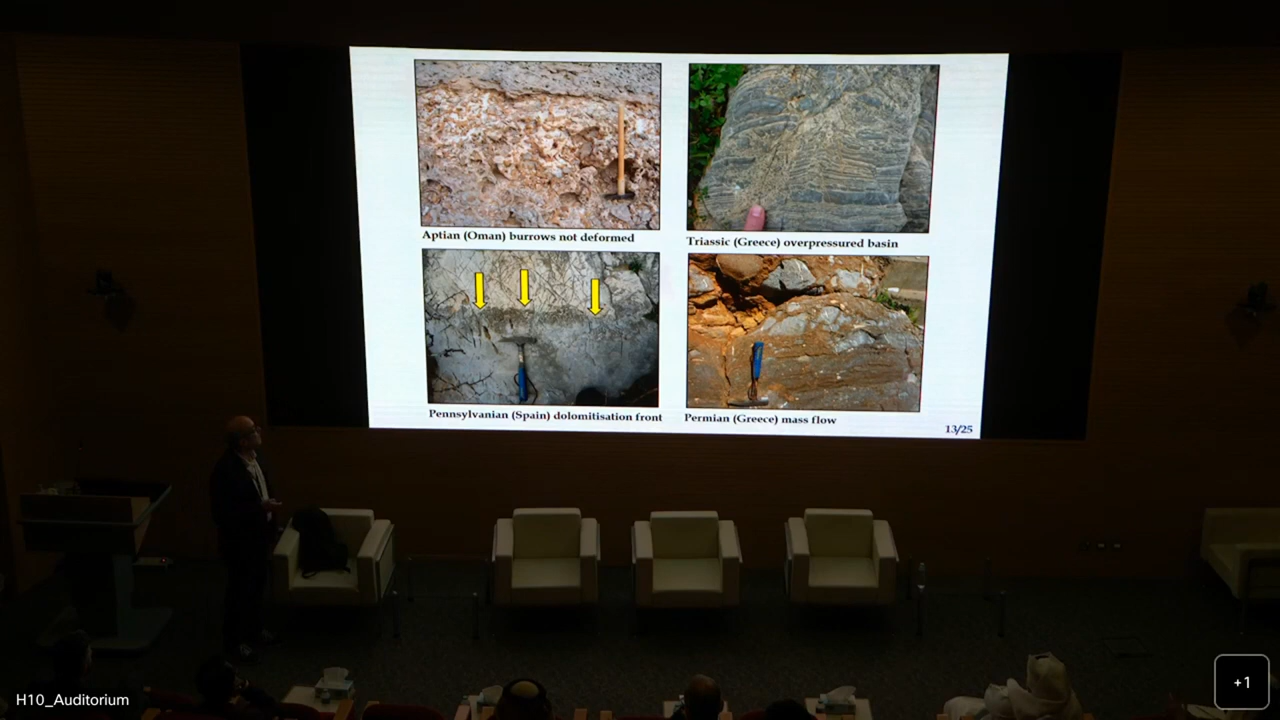 Aptian (Oman) burrows not deformed
Triassic (Greece) overpressured basin
Pennsylvanian (Spain) dolomitisation front
Permian (Greece) mass flow
13/25
H10_Auditorium
+1